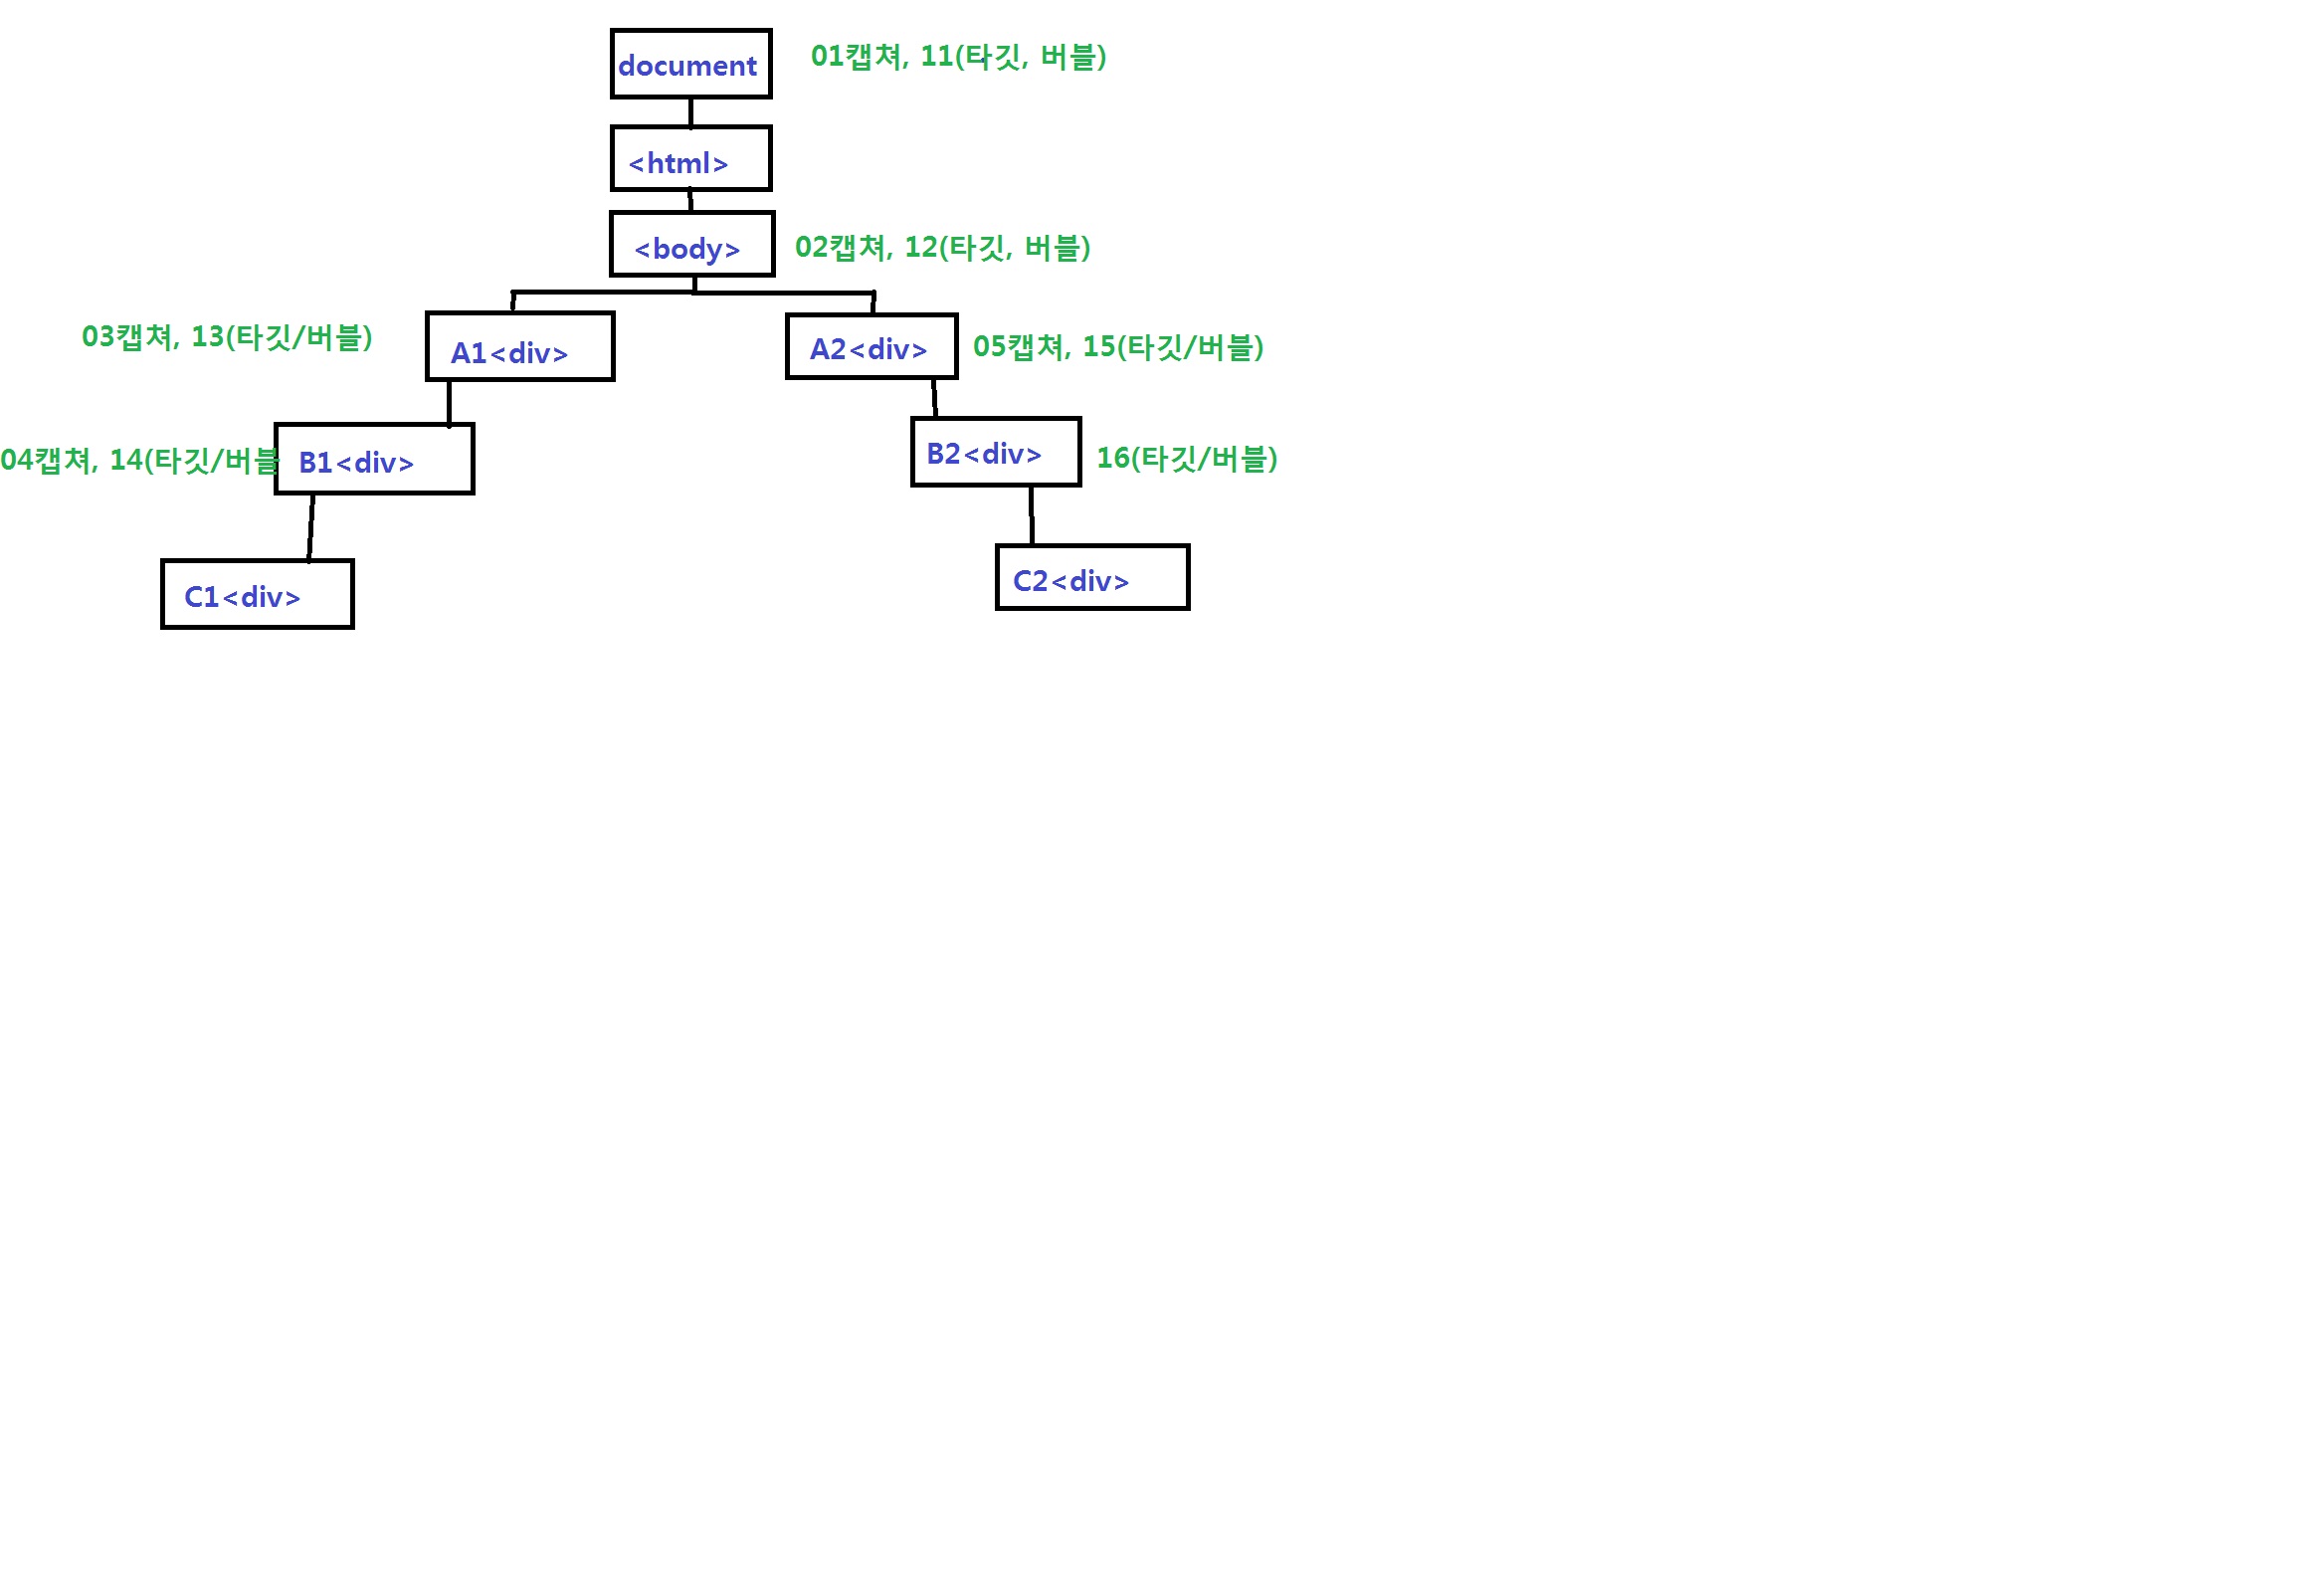 document
01캡쳐, 11(타깃, 버블)
<html>
<body>
02캡쳐, 12(타깃, 버블)
03캡쳐, 13(타깃/버블)
A1<div>
A2<div>
05캡쳐, 15(타깃/버블)
04캡쳐, 14(타깃/버블
B1<div>
B2<div>
16(타깃/버블)
C1<div>
C2<div>